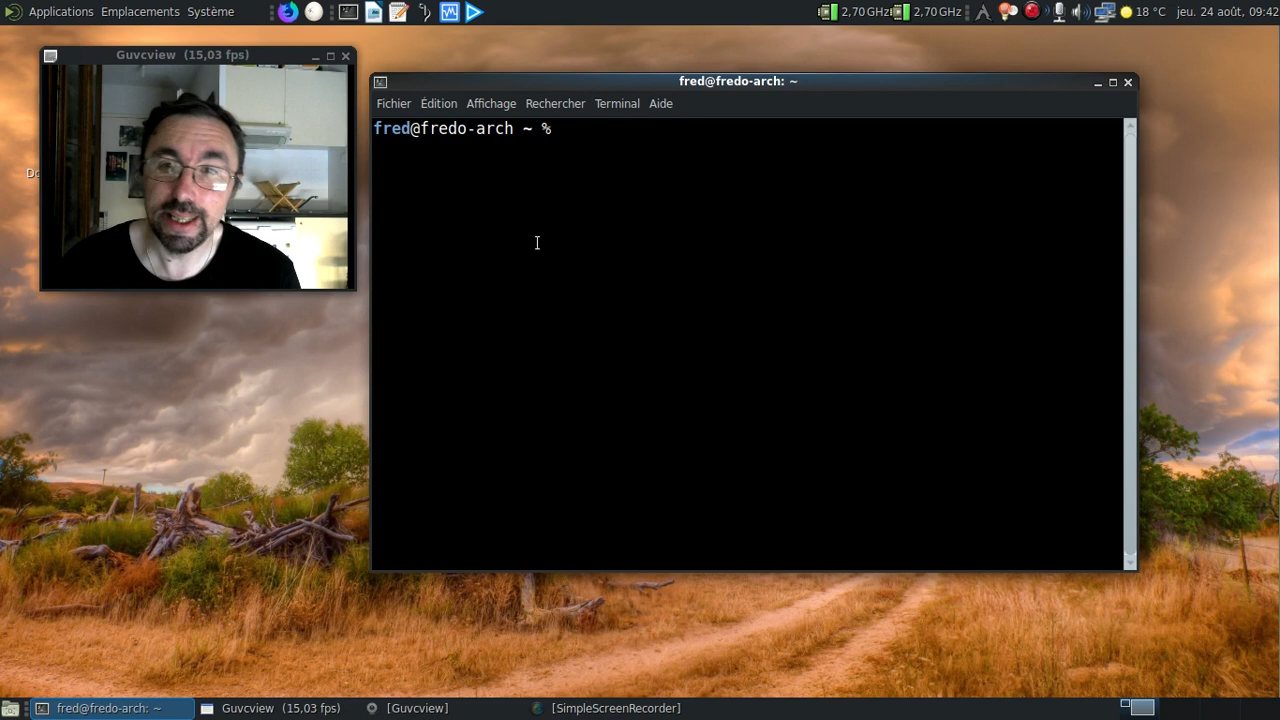 Applications Emplacements Système
2,70 GHz 2,70 GHz 18 °C jeu. 24 août, 09:42
Guvcview (15,03 fps)
fred@fredo-arch: ~
Fichier Édition Affichage Rechercher Terminal Aide
fred@fredo-arch ~ %
fred@fredo-arch: ~ Guvcview (15,03 fps) [Guvcview] [SimpleScreenRecorder]